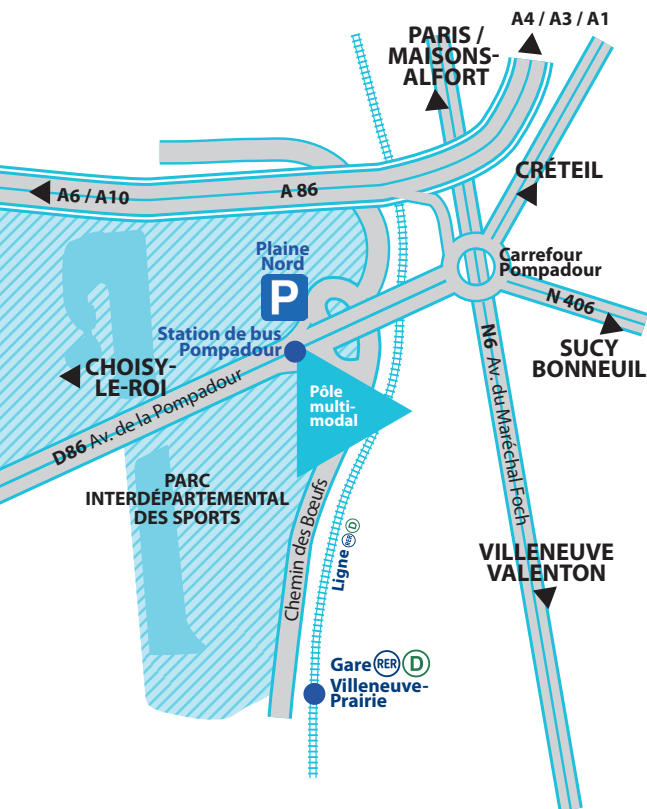 A4 / A3 / A1
PARIS /
MAISONS-
ALFORT
CRÉTEIL
A6 / A10
A 86
Plaine
Nord
P
Carrefour
Pompadour
N 406
Station de bus
Pompadour
SUCY
BONNEUIL
CHOISY-
LE-ROI
Pôle
multi-
modal
D86 Av. de la Pompadour
N6 Av. du Maréchal Foch
PARC
INTERDÉPARTEMENTAL
DES SPORTS
Chemin des Bœufs
Ligne RER D
VILLENEUVE
VALENTON
Gare RER D
Villeneuve-
Prairie